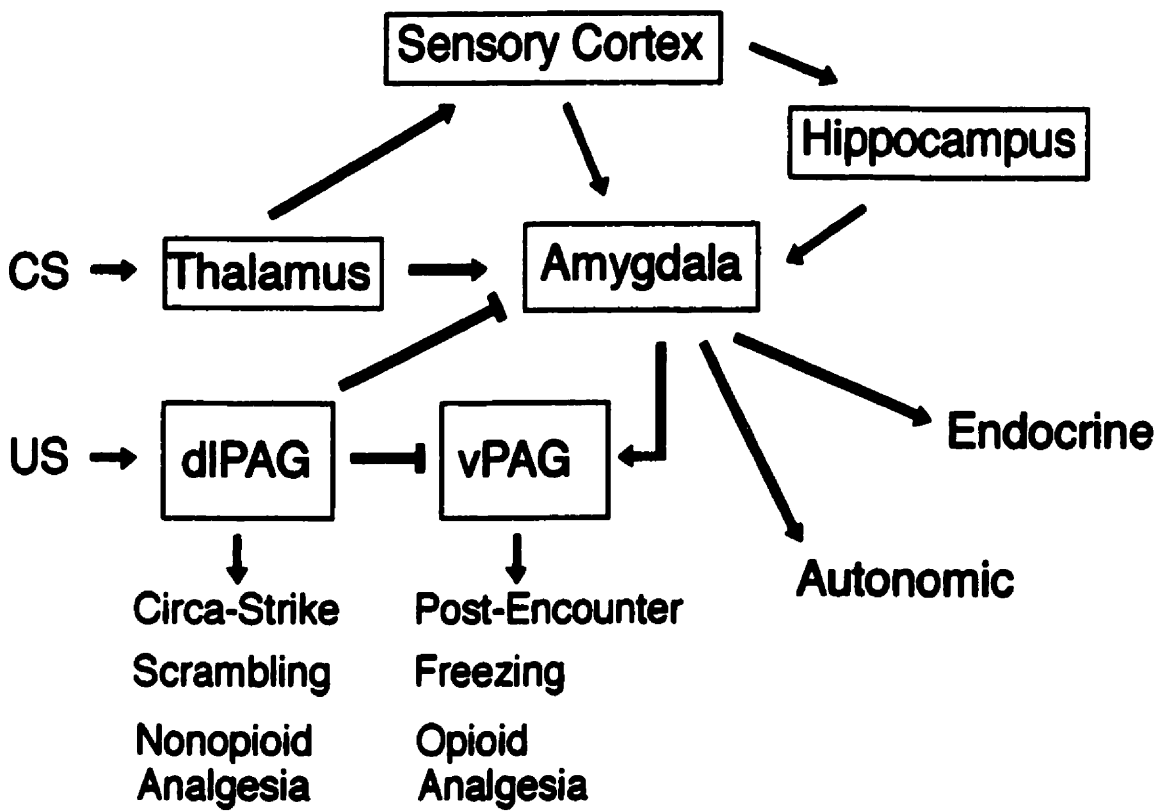 Sensory Cortex
Hippocampus
CS
Thalamus
Amygdala
US
dlPAG
vPAG
Endocrine
Autonomic
Circa-Strike
Scrambling
Nonopioid
Analgesia
Post-Encounter
Freezing
Opioid
Analgesia